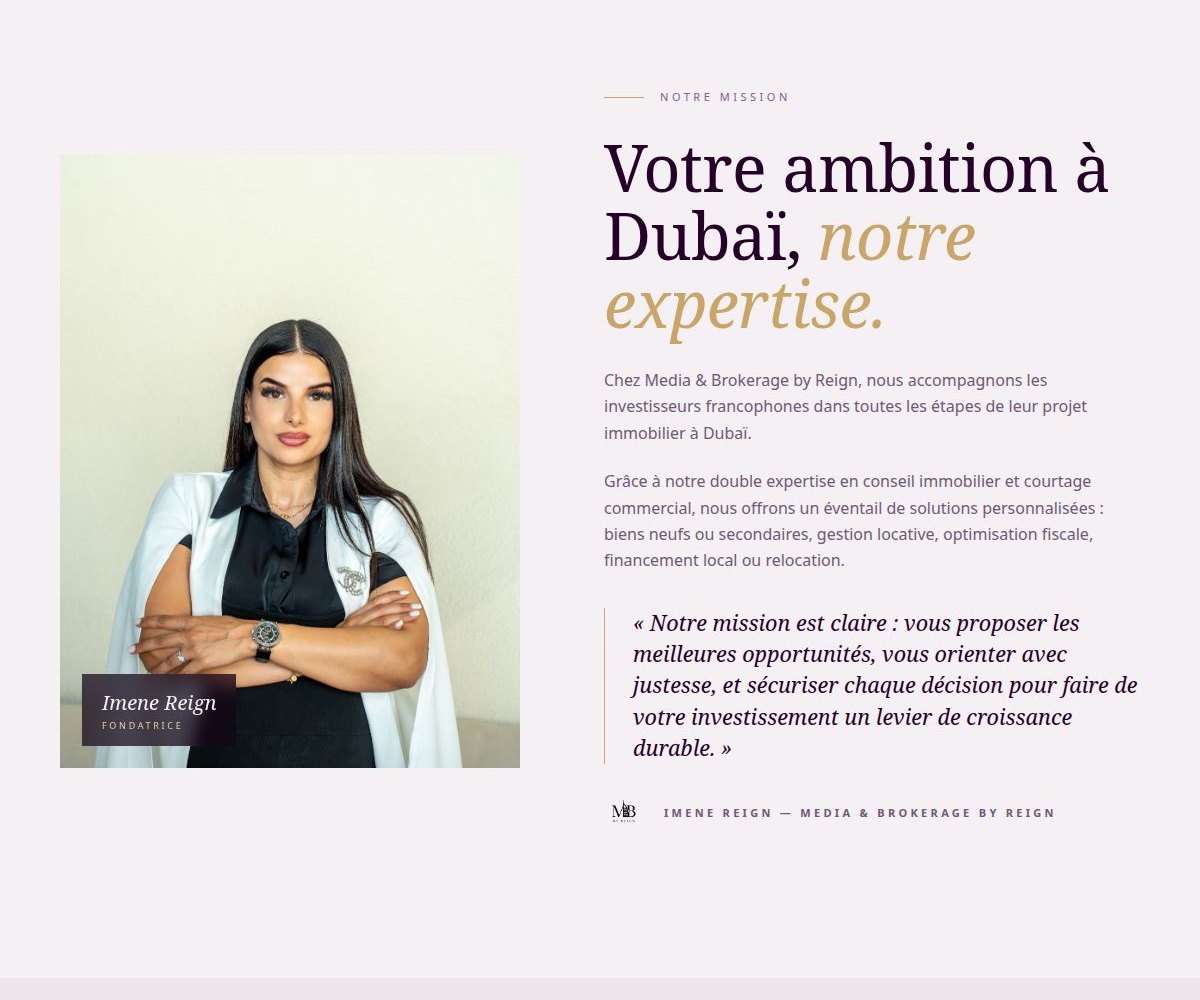 NOTRE MISSION
Votre ambition à
Dubaï, notre
expertise.
Chez Media & Brokerage by Reign, nous accompagnons les
investisseurs francophones dans toutes les étapes de leur projet
immobilier à Dubaï.
Grâce à notre double expertise en conseil immobilier et courtage
commercial, nous offrons un éventail de solutions personnalisées :
biens neufs ou secondaires, gestion locative, optimisation fiscale,
financement local ou relocation.
« Notre mission est claire : vous proposer les
meilleures opportunités, vous orienter avec
justesse, et sécuriser chaque décision pour faire de
votre investissement un levier de croissance
durable. »
Imene Reign
FONDATRICE
MB
BY REIGN
IMENE REIGN — MEDIA & BROKERAGE BY REIGN